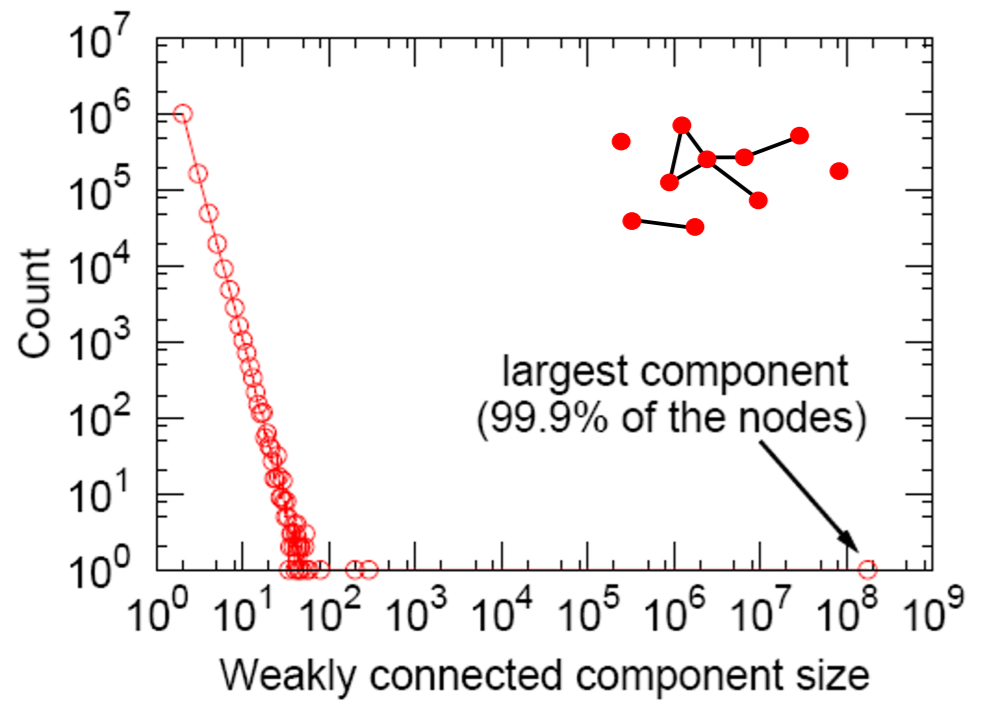 10^7
10^6
10^5
10^4
10^3
10^2
10^1
10^0
Count
largest component
(99.9% of the nodes)
10^0 10^1 10^2 10^3 10^4 10^5 10^6 10^7 10^8 10^9
Weakly connected component size